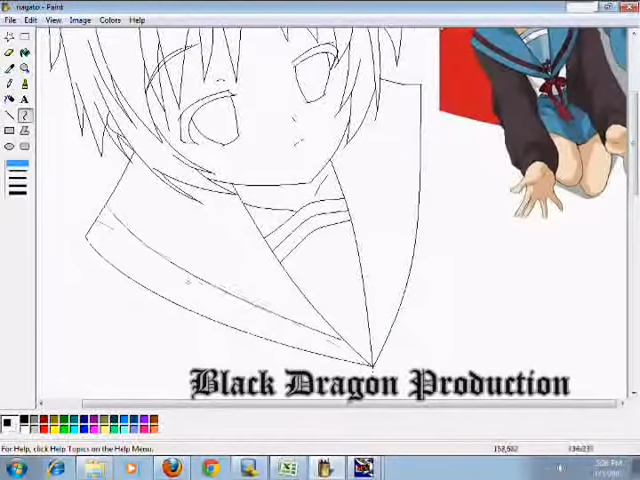 nagato - Paint
File Edit View Image Colors Help
Black Dragon Production
For Help, click Help Topics on the Help Menu.